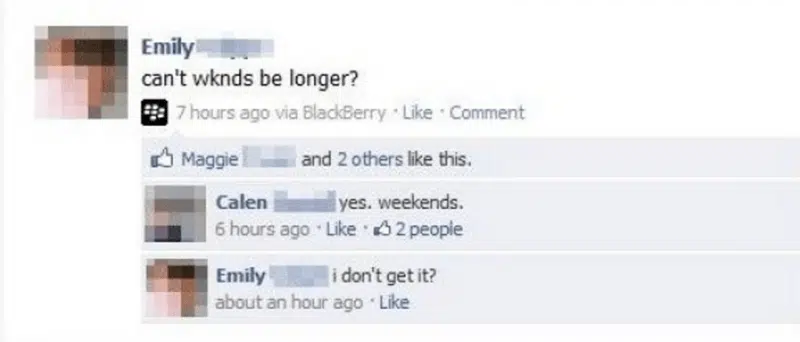 Emily
can't wknds be longer?
7 hours ago via BlackBerry · Like · Comment
Maggie and 2 others like this.
Calen yes. weekends.
6 hours ago · Like · 2 people
Emily i don't get it?
about an hour ago · Like